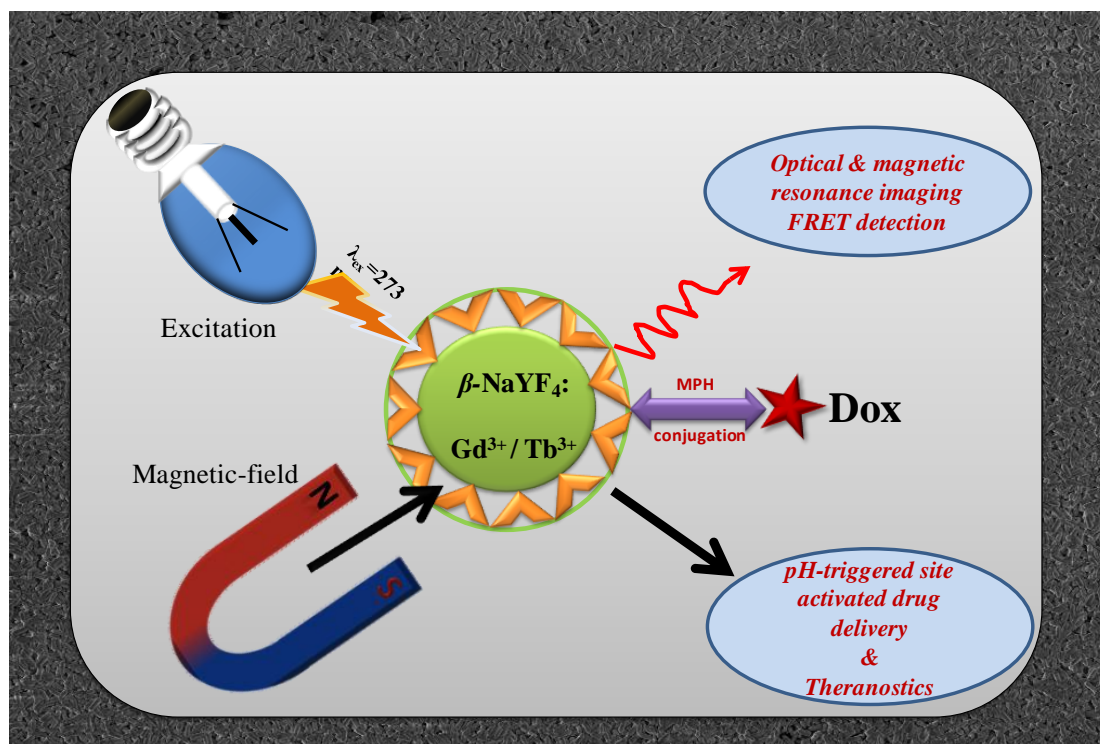 Optical & magnetic
resonance imaging
FRET detection
λex=273
Excitation
β-NaYF4:
Gd3+ / Tb3+
MPH
conjugation
Dox
Magnetic-field
N
S
pH-triggered site
activated drug
delivery
&
Theranostics